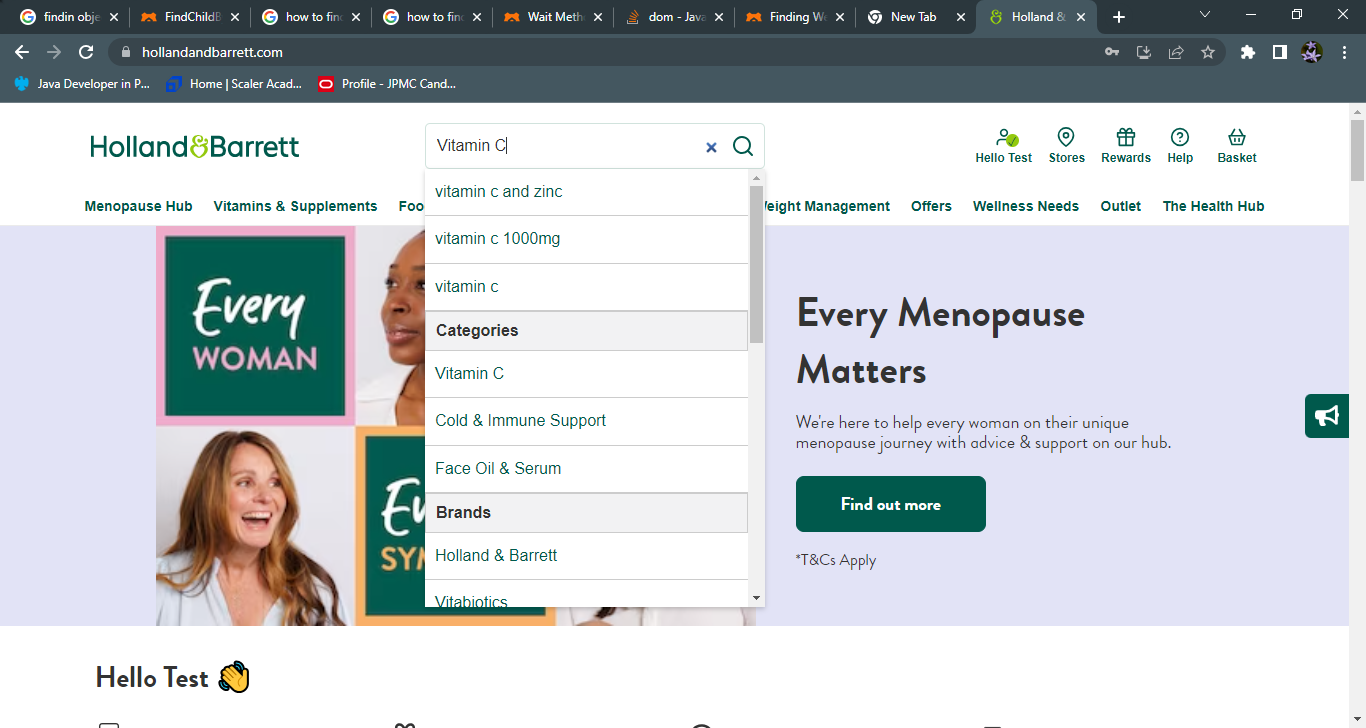 findin obje
FindChildB
how to find
how to find
Wait Meth
dom - Java
Finding We
New Tab
Holland &
hollandandbarrett.com
Java Developer in P...
Home | Scaler Acad...
Profile - JPMC Cand...
Holland&Barrett
Vitamin C
Hello Test
Stores
Rewards
Help
Basket
Menopause Hub
Vitamins & Supplements
Foo
Weight Management
Offers
Wellness Needs
Outlet
The Health Hub
vitamin c and zinc
vitamin c 1000mg
vitamin c
Categories
Vitamin C
Cold & Immune Support
Face Oil & Serum
Brands
Holland & Barrett
Vitabiotics
Every
WOMAN
Ev
SYM
Every Menopause
Matters
We're here to help every woman on their unique
menopause journey with advice & support on our hub.
Find out more
*T&Cs Apply
Hello Test 👋